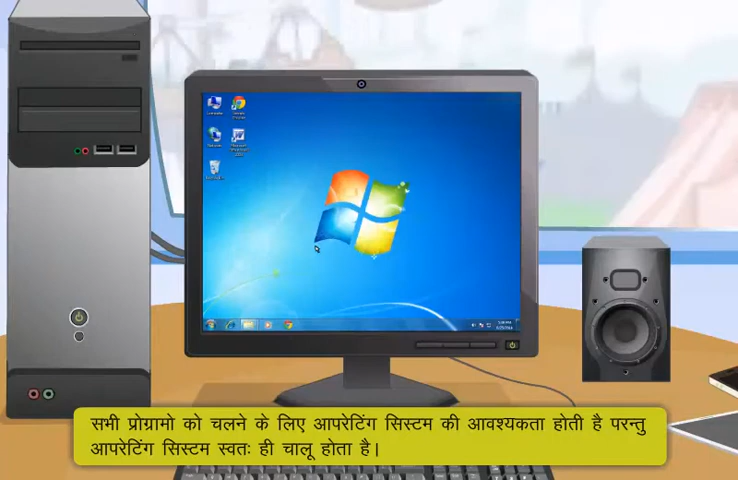 सभी प्रोग्रामो को चलने के लिए आपरेटिंग सिस्टम की आवश्यकता होती है परन्तु
आपरेटिंग सिस्टम स्वतः ही चालू होता है।